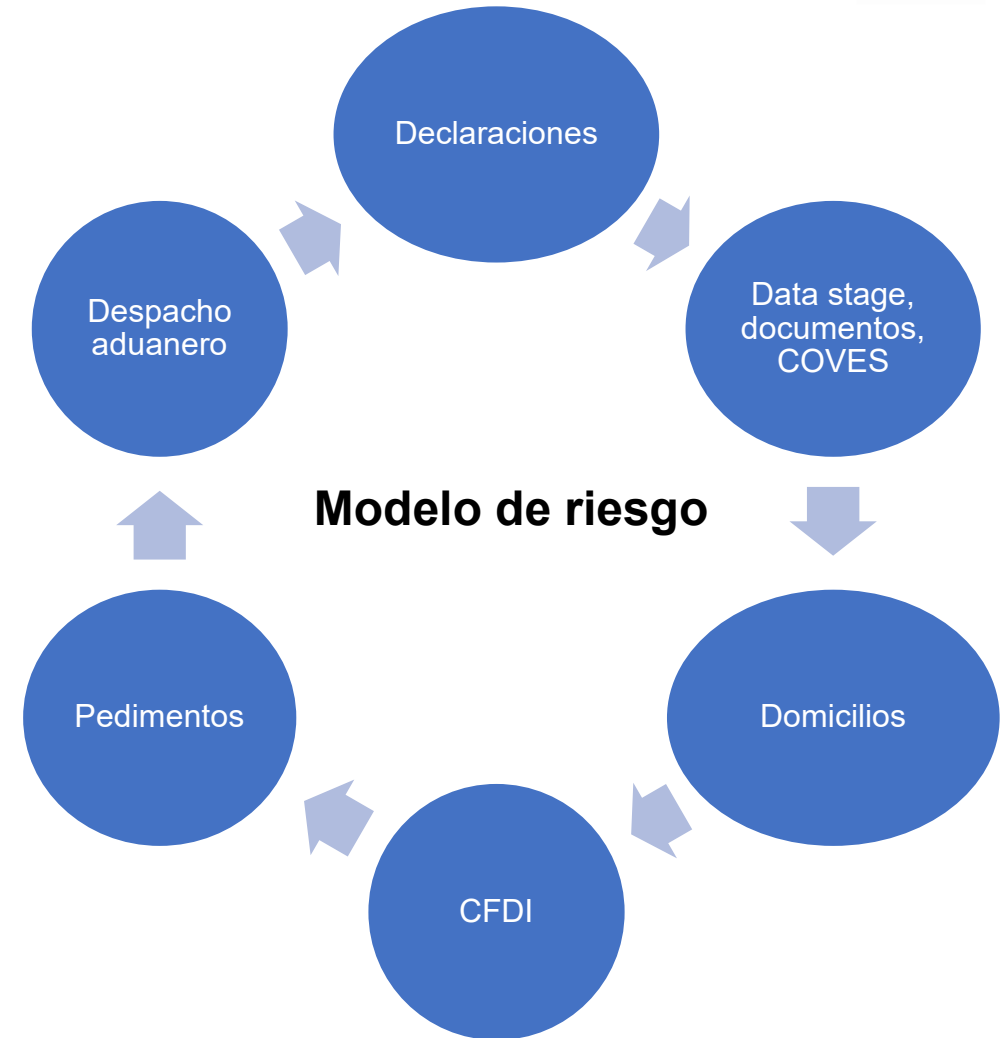 Declaraciones
Data stage,
documentos,
COVES
Domicilios
CFDI
Pedimentos
Despacho
aduanero
Modelo de riesgo